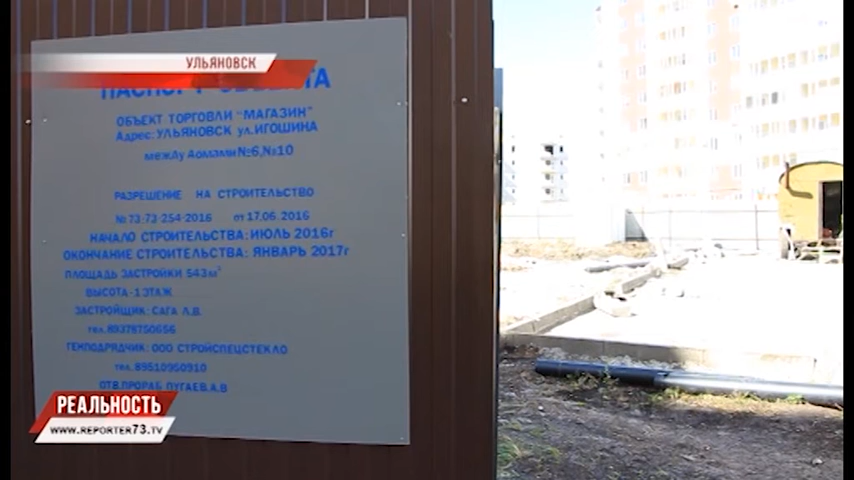 УЛЬЯНОВСК
ПАСПОРТ ОБЪЕКТА
ОБЪЕКТ ТОРГОВЛИ "МАГАЗИН"
Адрес: УЛЬЯНОВСК ул.ИГОШИНА
между домами №6,№10
РАЗРЕШЕНИЕ НА СТРОИТЕЛЬСТВО
№ 73-73-254-2016 от 17.06.2016
НАЧАЛО СТРОИТЕЛЬСТВА: ИЮЛЬ 2016г
ОКОНЧАНИЕ СТРОИТЕЛЬСТВА: ЯНВАРЬ 2017г
ПЛОЩАДЬ ЗАСТРОЙКИ 543м²
ВЫСОТА-1 ЭТАЖ
ЗАСТРОЙЩИК: САГА Л.В.
тел.89378750656
ГЕНПОДРЯДЧИК: ООО СТРОЙСПЕЦСТЕКЛО
тел.89510960910
ОТВ.ПРОРАБ ПУГАЕВ.А.В
РЕАЛЬНОСТЬ
WWW.REPORTER73.TV